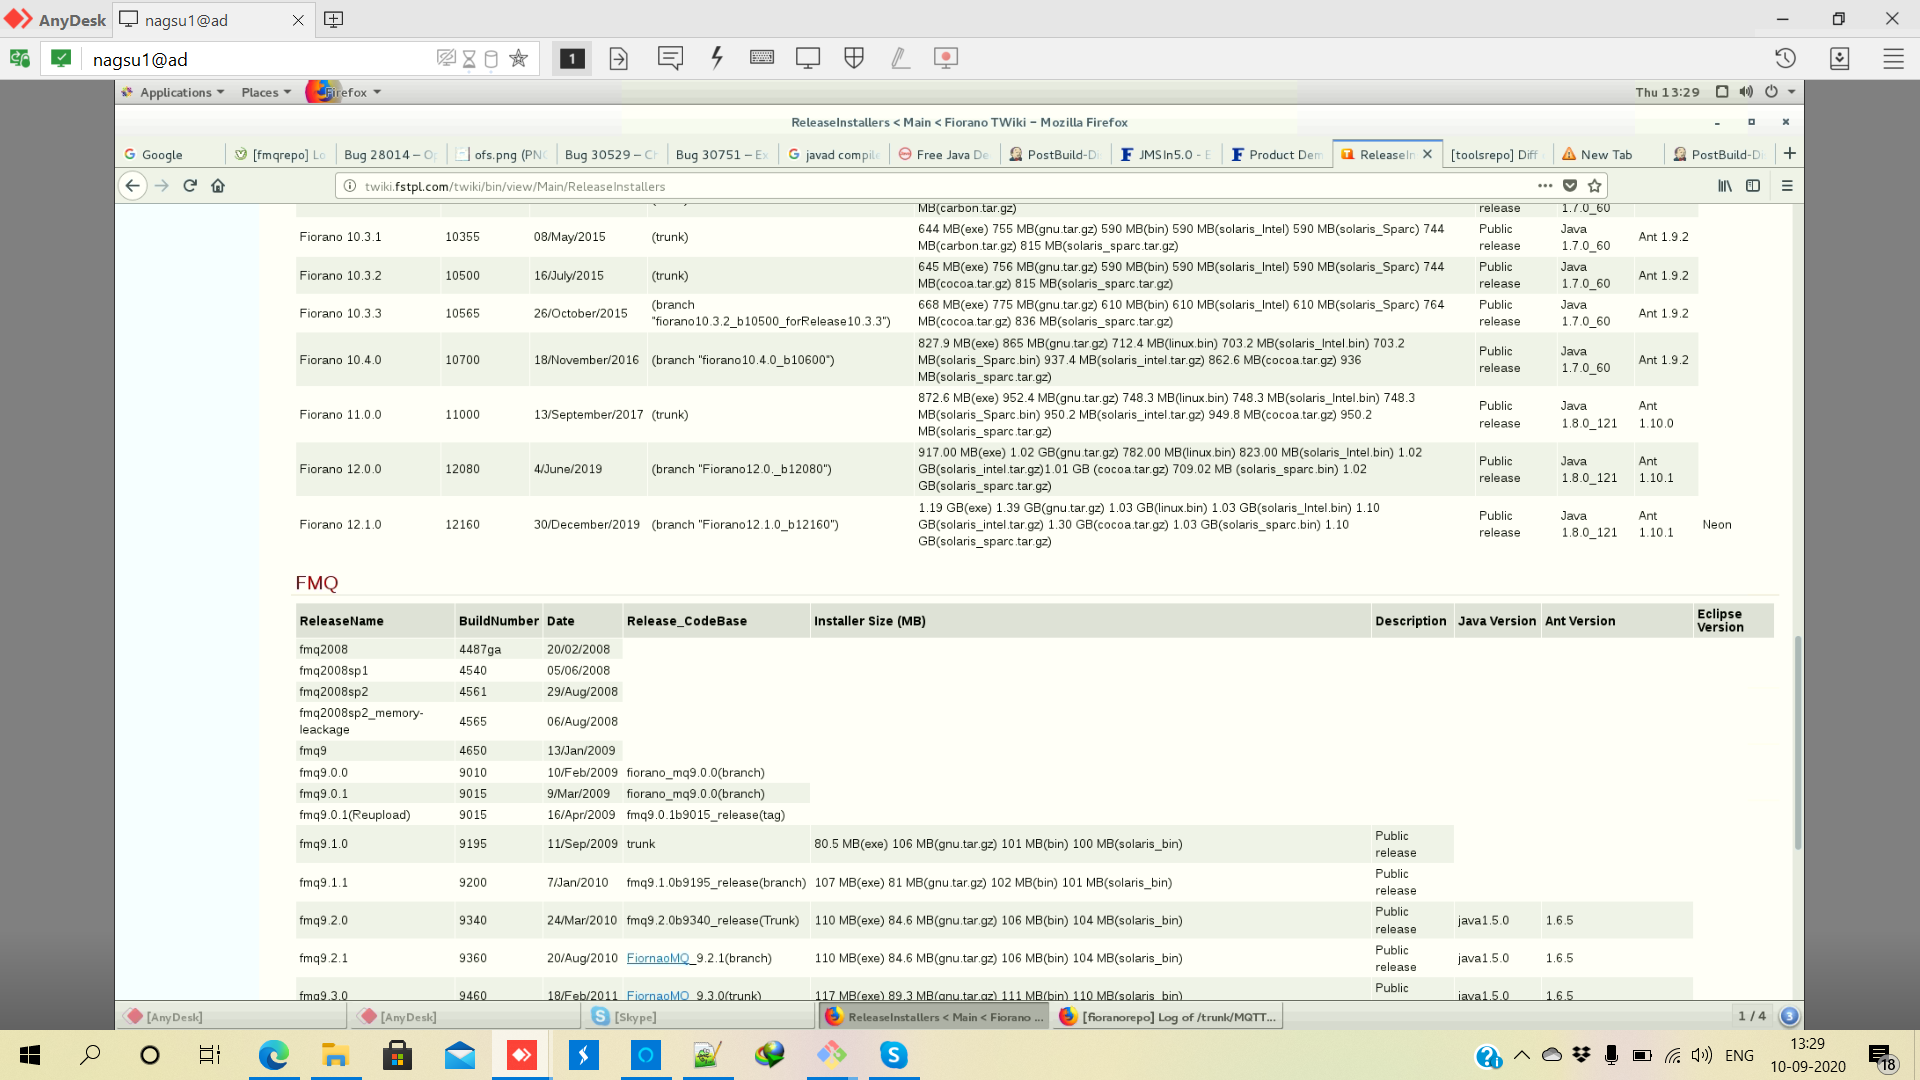 AnyDesk nagsu1@ad
nagsu1@ad 1
Applications Places Firefox Thu 13:29
ReleaseInstallers < Main < Fiorano TWiki – Mozilla Firefox
Google [fmqrepo] Lo Bug 28014 – Op ofs.png (PNG Bug 30529 – Ch Bug 30751 – Ex javad compile Free Java De PostBuild-Di JMSIn5.0 - E Product Dem ReleaseIn [toolsrepo] Diff New Tab PostBuild-Di
twiki.fstpl.com/twiki/bin/view/Main/ReleaseInstallers
MB(carbon.tar.gz) release 1.7.0_60
Fiorano 10.3.1 10355 08/May/2015 (trunk) 644 MB(exe) 755 MB(gnu.tar.gz) 590 MB(bin) 590 MB(solaris_Intel) 590 MB(solaris_Sparc) 744 MB(carbon.tar.gz) 815 MB(solaris_sparc.tar.gz) Public release Java 1.7.0_60 Ant 1.9.2
Fiorano 10.3.2 10500 16/July/2015 (trunk) 645 MB(exe) 756 MB(gnu.tar.gz) 590 MB(bin) 590 MB(solaris_Intel) 590 MB(solaris_Sparc) 744 MB(cocoa.tar.gz) 815 MB(solaris_sparc.tar.gz) Public release Java 1.7.0_60 Ant 1.9.2
Fiorano 10.3.3 10565 26/October/2015 (branch "fiorano10.3.2_b10500_forRelease10.3.3") 668 MB(exe) 775 MB(gnu.tar.gz) 610 MB(bin) 610 MB(solaris_Intel) 610 MB(solaris_Sparc) 764 MB(cocoa.tar.gz) 836 MB(solaris_sparc.tar.gz) Public release Java 1.7.0_60 Ant 1.9.2
Fiorano 10.4.0 10700 18/November/2016 (branch "fiorano10.4.0_b10600") 827.9 MB(exe) 865 MB(gnu.tar.gz) 712.4 MB(linux.bin) 703.2 MB(solaris_Intel.bin) 703.2 MB(solaris_Sparc.bin) 937.4 MB(solaris_intel.tar.gz) 862.6 MB(cocoa.tar.gz) 936 MB(solaris_sparc.tar.gz) Public release Java 1.7.0_60 Ant 1.9.2
Fiorano 11.0.0 11000 13/September/2017 (trunk) 872.6 MB(exe) 952.4 MB(gnu.tar.gz) 748.3 MB(linux.bin) 748.3 MB(solaris_Intel.bin) 748.3 MB(solaris_Sparc.bin) 950.2 MB(solaris_intel.tar.gz) 949.8 MB(cocoa.tar.gz) 950.2 MB(solaris_sparc.tar.gz) Public release Java 1.8.0_121 Ant 1.10.0
Fiorano 12.0.0 12080 4/June/2019 (branch "Fiorano12.0._b12080") 917.00 MB(exe) 1.02 GB(gnu.tar.gz) 782.00 MB(linux.bin) 823.00 MB(solaris_Intel.bin) 1.02 GB(solaris_intel.tar.gz)1.01 GB (cocoa.tar.gz) 709.02 MB (solaris_sparc.bin) 1.02 GB(solaris_sparc.tar.gz) Public release Java 1.8.0_121 Ant 1.10.1
Fiorano 12.1.0 12160 30/December/2019 (branch "Fiorano12.1.0_b12160") 1.19 GB(exe) 1.39 GB(gnu.tar.gz) 1.03 GB(linux.bin) 1.03 GB(solaris_Intel.bin) 1.10 GB(solaris_intel.tar.gz) 1.30 GB(cocoa.tar.gz) 1.03 GB(solaris_sparc.bin) 1.10 GB(solaris_sparc.tar.gz) Public release Java 1.8.0_121 Ant 1.10.1 Neon
FMQ
ReleaseName BuildNumber Date Release_CodeBase Installer Size (MB) Description Java Version Ant Version Eclipse Version
fmq2008 4487ga 20/02/2008
fmq2008sp1 4540 05/06/2008
fmq2008sp2 4561 29/Aug/2008
fmq2008sp2_memory-leackage 4565 06/Aug/2008
fmq9 4650 13/Jan/2009
fmq9.0.0 9010 10/Feb/2009 fiorano_mq9.0.0(branch)
fmq9.0.1 9015 9/Mar/2009 fiorano_mq9.0.0(branch)
fmq9.0.1(Reupload) 9015 16/Apr/2009 fmq9.0.1b9015_release(tag)
fmq9.1.0 9195 11/Sep/2009 trunk 80.5 MB(exe) 106 MB(gnu.tar.gz) 101 MB(bin) 100 MB(solaris_bin) Public release
fmq9.1.1 9200 7/Jan/2010 fmq9.1.0b9195_release(branch) 107 MB(exe) 81 MB(gnu.tar.gz) 102 MB(bin) 101 MB(solaris_bin) Public release
fmq9.2.0 9340 24/Mar/2010 fmq9.2.0b9340_release(Trunk) 110 MB(exe) 84.6 MB(gnu.tar.gz) 106 MB(bin) 104 MB(solaris_bin) Public release java1.5.0 1.6.5
fmq9.2.1 9360 20/Aug/2010 FiornaoMQ_9.2.1(branch) 110 MB(exe) 84.6 MB(gnu.tar.gz) 106 MB(bin) 104 MB(solaris_bin) Public release java1.5.0 1.6.5
fmq9.3.0 9460 18/Feb/2011 FiornaoMQ_9.3.0(trunk) 117 MB(exe) 89.3 MB(gnu.tar.gz) 111 MB(bin) 110 MB(solaris_bin) Public java1.5.0 1.6.5
[AnyDesk] [AnyDesk] [Skype] ReleaseInstallers < Main < Fiorano ... [fioranorepo] Log of /trunk/MQTT... 1 / 4 3
ENG 13:29 18
10-09-2020